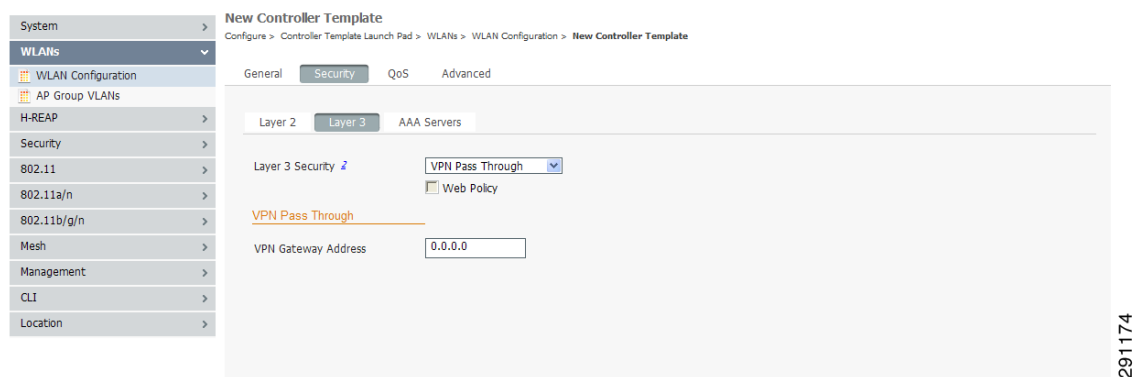 New Controller Template
Configure > Controller Template Launch Pad > WLANs > WLAN Configuration > New Controller Template
System >
WLANs
WLAN Configuration
AP Group VLANs
H-REAP >
Security >
802.11 >
802.11a/n >
802.11b/g/n >
Mesh >
Management >
CLI >
Location >
General Security QoS Advanced
Layer 2 Layer 3 AAA Servers
Layer 3 Security 2 VPN Pass Through
Web Policy
VPN Pass Through
VPN Gateway Address 0.0.0.0
291174